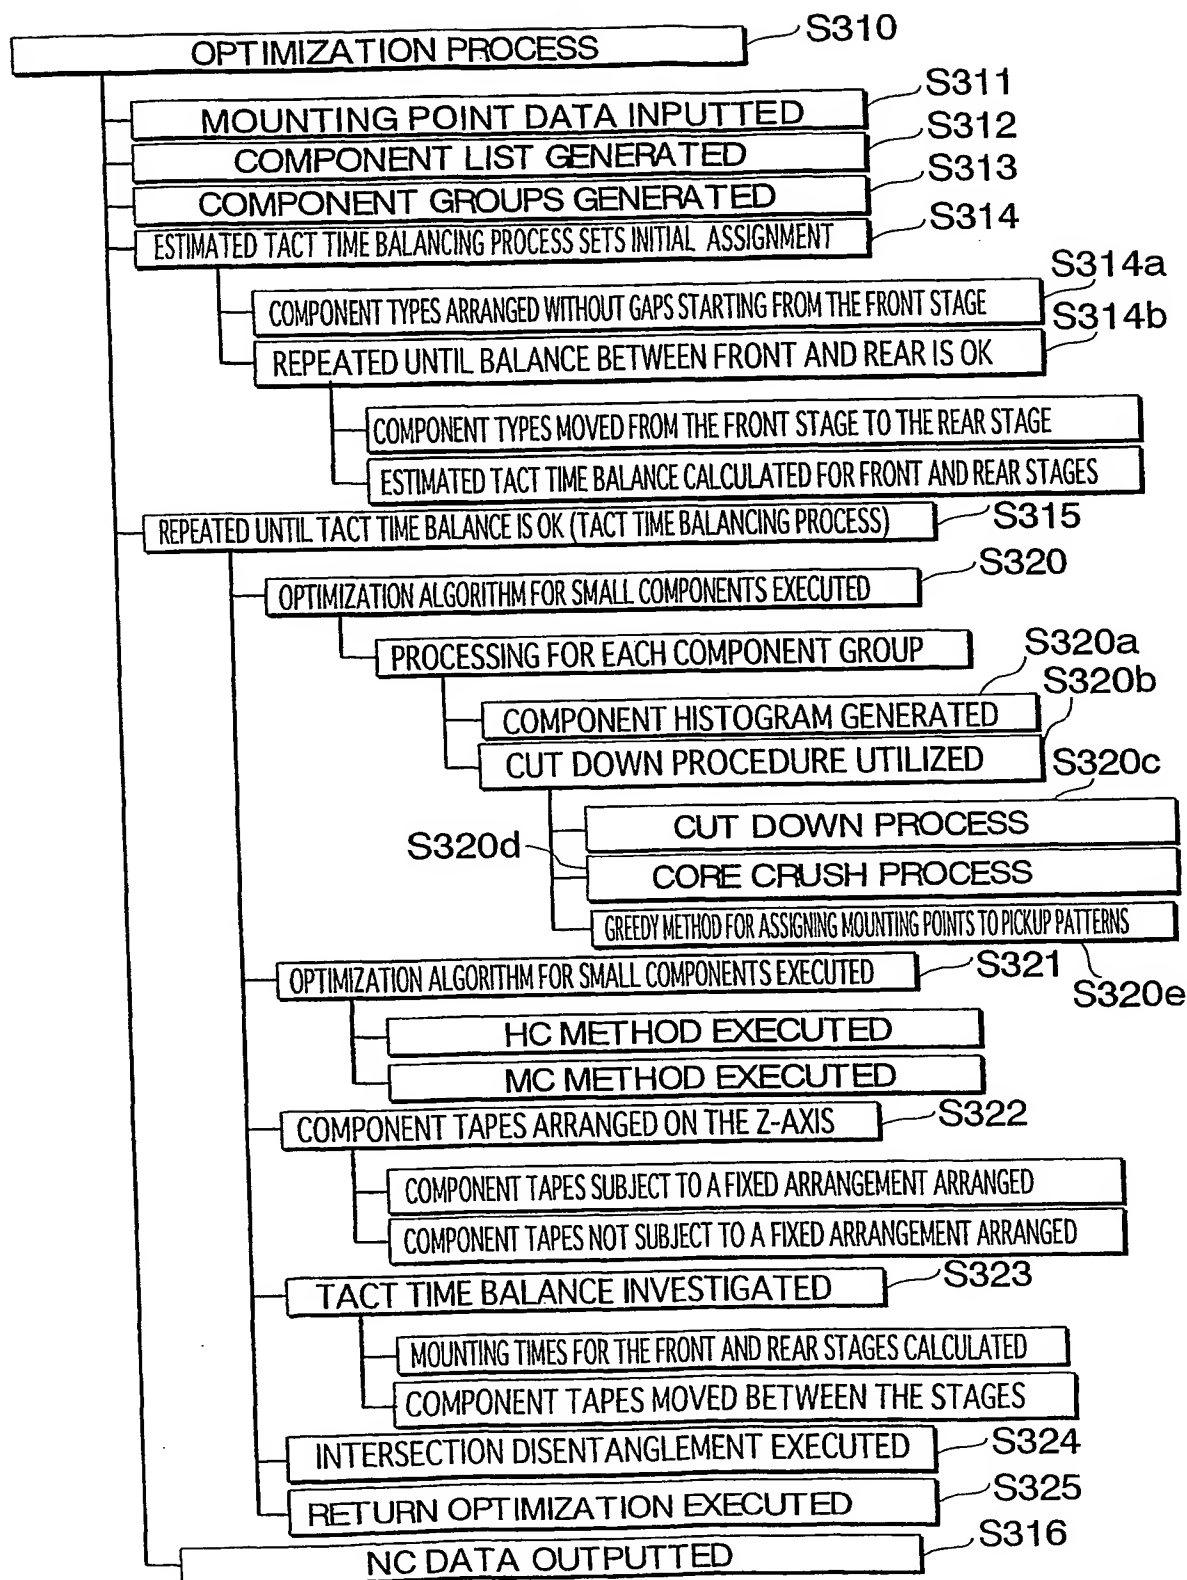 S310
OPTIMIZATION PROCESS
S311
MOUNTING POINT DATA INPUTTED
S312
COMPONENT LIST GENERATED
S313
COMPONENT GROUPS GENERATED
S314
ESTIMATED TACT TIME BALANCING PROCESS SETS INITIAL ASSIGNMENT
S314a
COMPONENT TYPES ARRANGED WITHOUT GAPS STARTING FROM THE FRONT STAGE
S314b
REPEATED UNTIL BALANCE BETWEEN FRONT AND REAR IS OK
COMPONENT TYPES MOVED FROM THE FRONT STAGE TO THE REAR STAGE
ESTIMATED TACT TIME BALANCE CALCULATED FOR FRONT AND REAR STAGES
S315
REPEATED UNTIL TACT TIME BALANCE IS OK (TACT TIME BALANCING PROCESS)
S320
OPTIMIZATION ALGORITHM FOR SMALL COMPONENTS EXECUTED
PROCESSING FOR EACH COMPONENT GROUP
S320a
COMPONENT HISTOGRAM GENERATED
S320b
CUT DOWN PROCEDURE UTILIZED
S320c
CUT DOWN PROCESS
S320d
CORE CRUSH PROCESS
GREEDY METHOD FOR ASSIGNING MOUNTING POINTS TO PICKUP PATTERNS
S320e
S321
OPTIMIZATION ALGORITHM FOR SMALL COMPONENTS EXECUTED
HC METHOD EXECUTED
MC METHOD EXECUTED
S322
COMPONENT TAPES ARRANGED ON THE Z-AXIS
COMPONENT TAPES SUBJECT TO A FIXED ARRANGEMENT ARRANGED
COMPONENT TAPES NOT SUBJECT TO A FIXED ARRANGEMENT ARRANGED
S323
TACT TIME BALANCE INVESTIGATED
MOUNTING TIMES FOR THE FRONT AND REAR STAGES CALCULATED
COMPONENT TAPES MOVED BETWEEN THE STAGES
S324
INTERSECTION DISENTANGLEMENT EXECUTED
S325
RETURN OPTIMIZATION EXECUTED
S316
NC DATA OUTPUTTED